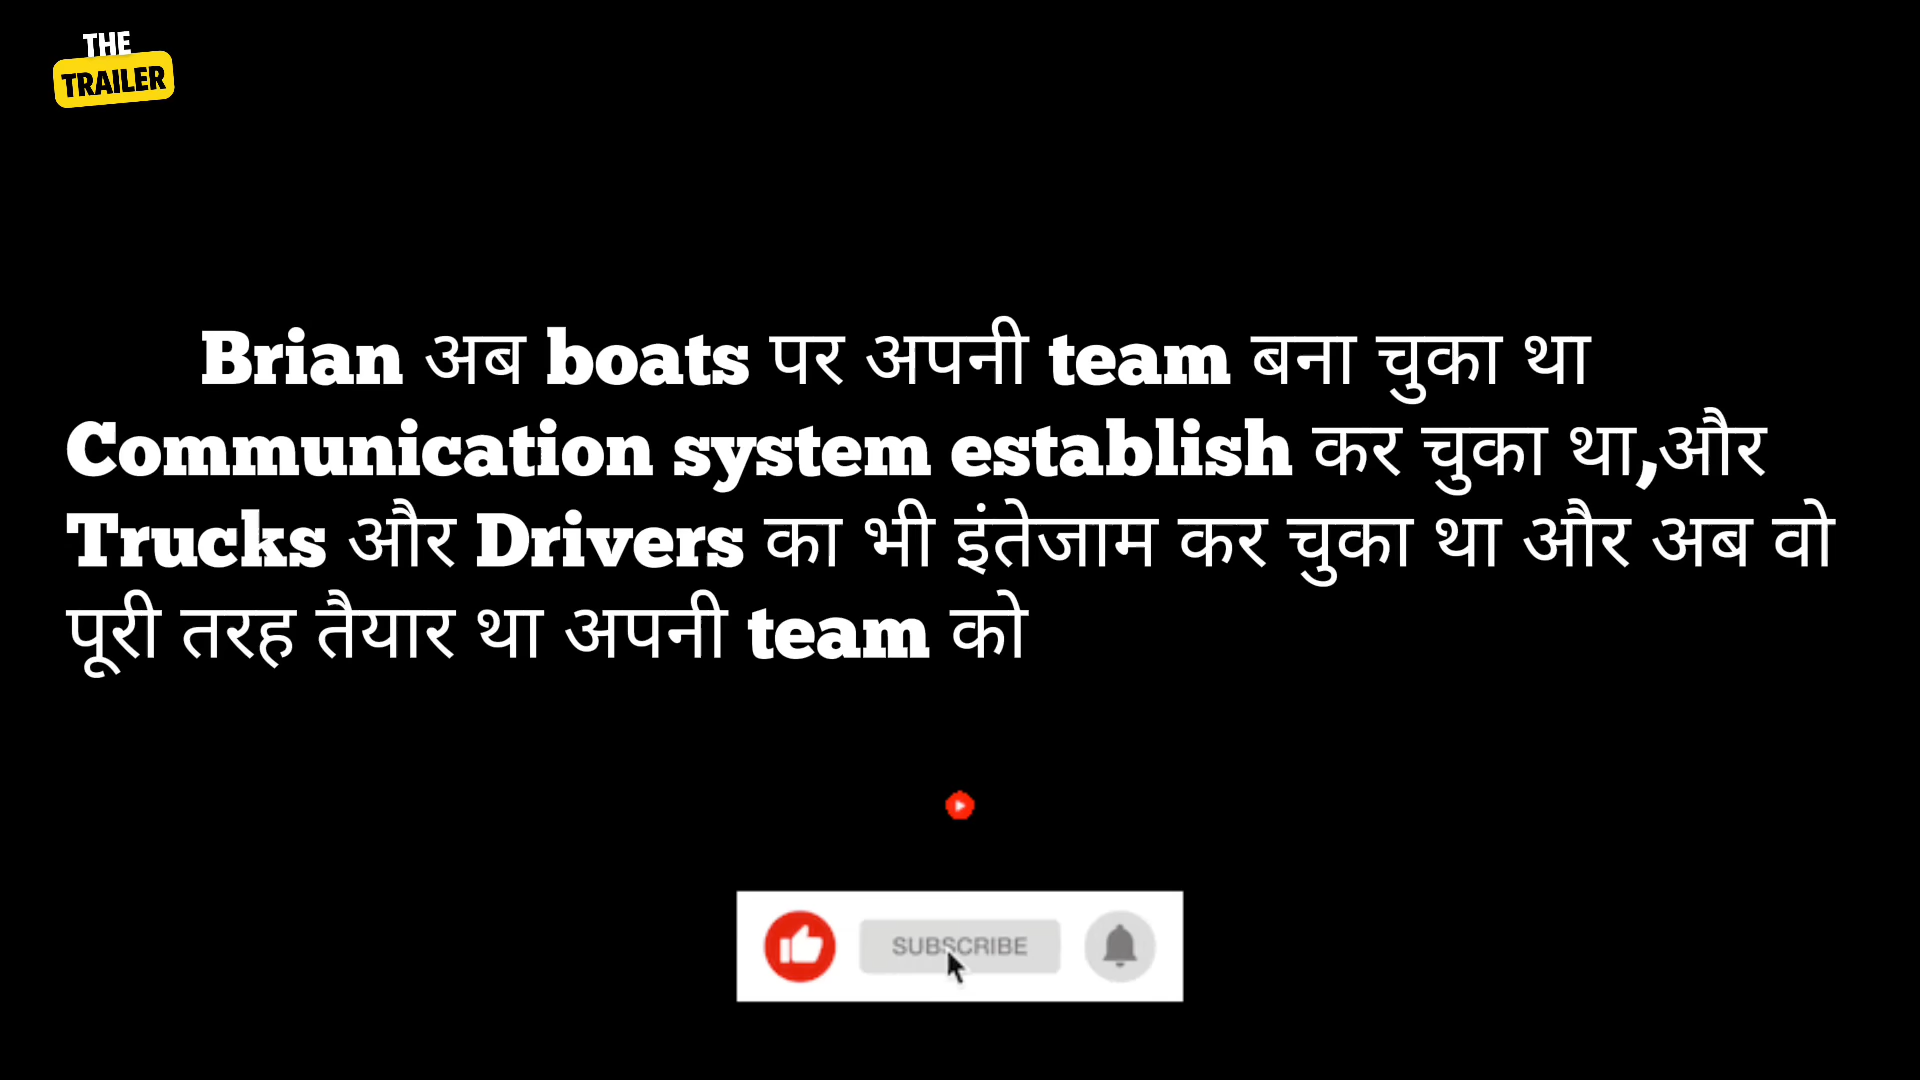 THE
TRAILER
Brian अब boats पर अपनी team बना चुका था
Communication system establish कर चुका था,और
Trucks और Drivers का भी इंतेजाम कर चुका था और अब वो
पूरी तरह तैयार था अपनी team को
SUBSCRIBE